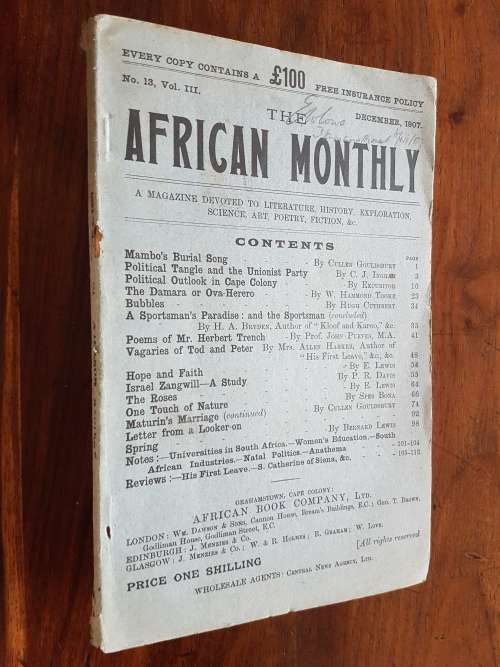 EVERY COPY CONTAINS A £100 FREE INSURANCE POLICY
No. 13, Vol. III. DECEMBER, 1907.
THE
AFRICAN MONTHLY
A MAGAZINE DEVOTED TO LITERATURE, HISTORY, EXPLORATION,
SCIENCE, ART, POETRY, FICTION, &c.
CONTENTS
PAGE
Mambo's Burial Song - By CULLEN GOULDSBURY 1
Political Tangle and the Unionist Party - By C. J. INGRAM 3
Political Outlook in Cape Colony - By EXCUBITOR 10
The Damara or Ova-Herero - By W. HAMMOND TOOKE 23
Bubbles - By HUGH CUTHBERT 34
A Sportsman's Paradise: and the Sportsman (concluded)
By H. A. BRYDEN, Author of "Kloof and Karroo," &c. 35
Poems of Mr. Herbert Trench - By Prof. JOHN PURVES, M.A. 41
Vagaries of Tod and Peter - By Mrs. ALLEN HARKER, Author of
"His First Leave," &c., &c. 48
Hope and Faith - By E. LEWIS 54
Israel Zangwill—A Study - By P. R. DAVIS 55
The Roses - By E. LEWIS 64
One Touch of Nature - By SPES BONA 66
Maturin's Marriage (continued) - By CULLEN GOULDSBURY 74
Letter from a Looker-on 92
Spring - By BERNARD LEWIS 98
Notes:—Universities in South Africa.—Women's Education.—South
African Industries.—Natal Politics.—Anathema - 101-104
Reviews:—His First Leave.—S. Catherine of Siena, &c. - 105-112
GRAHAMSTOWN, CAPE COLONY:
AFRICAN BOOK COMPANY, LTD.
LONDON: WM. DAWSON & SONS, Cannon House, Bream's Buildings, E.C.; GEO. T. BROWN,
Godliman House, Godliman Street, E.C.
EDINBURGH: J. MENZIES & Co.
GLASGOW: J. MENZIES & Co.; W. & R. HOLMES; R. GRAHAM; W. LOVE.
[All rights reserved
PRICE ONE SHILLING
WHOLESALE AGENTS: CENTRAL NEWS AGENCY, LTD.